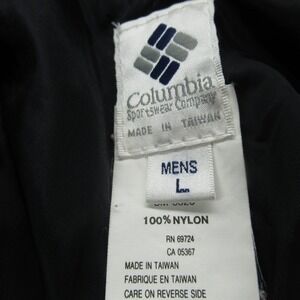 Columbia
Sportswear Company
MADE IN TAIWAN
MENS
L
100% NYLON
RN 69724
CA 05367
MADE IN TAIWAN
FABRIQUE EN TAIWAN
CARE ON REVERSE SIDE